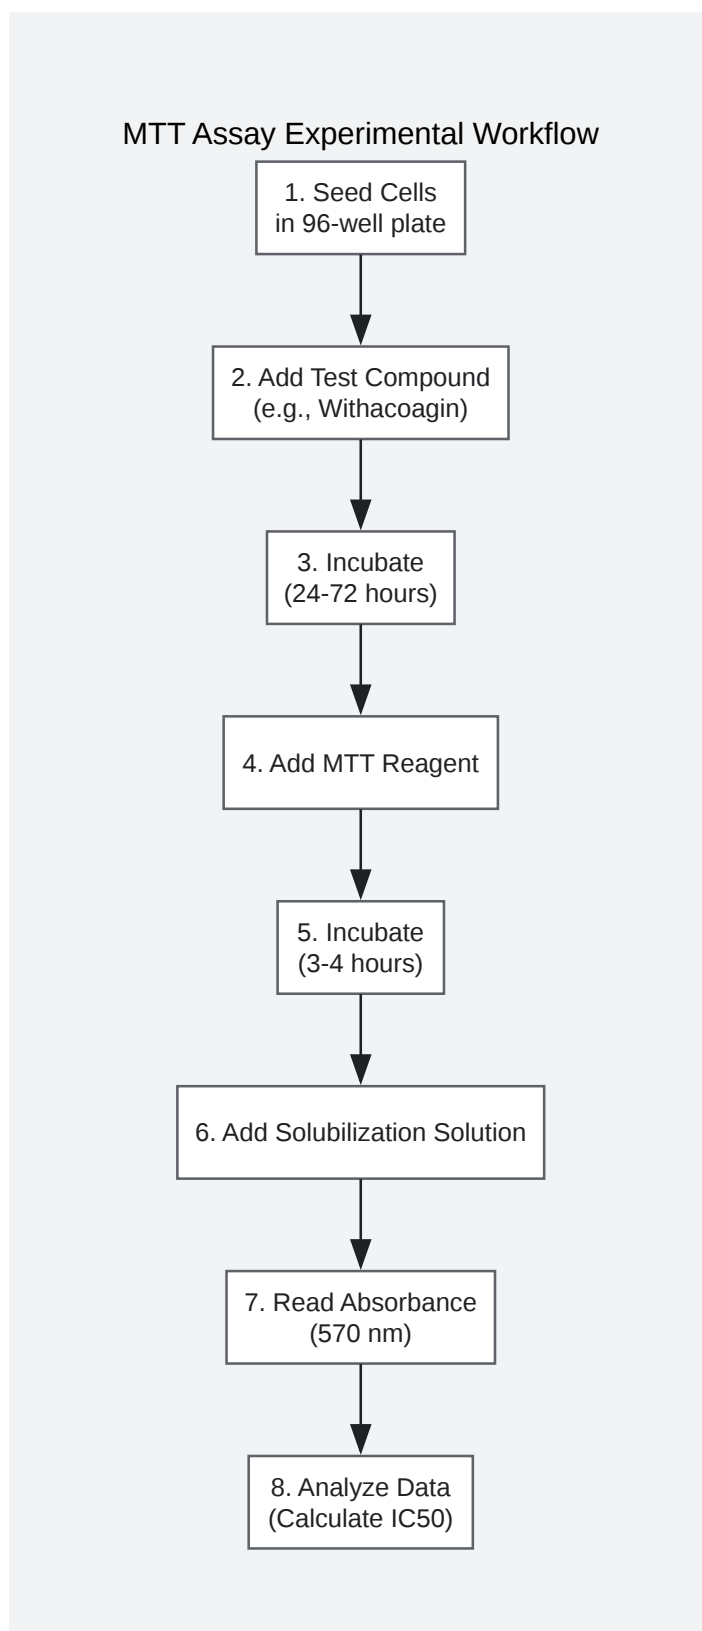 MTT Assay Experimental Workflow
1. Seed Cells
in 96-well plate
2. Add Test Compound
(e.g., Withacoagin)
3. Incubate
(24-72 hours)
4. Add MTT Reagent
5. Incubate
(3-4 hours)
6. Add Solubilization Solution
7. Read Absorbance
(570 nm)
8. Analyze Data
(Calculate IC50)